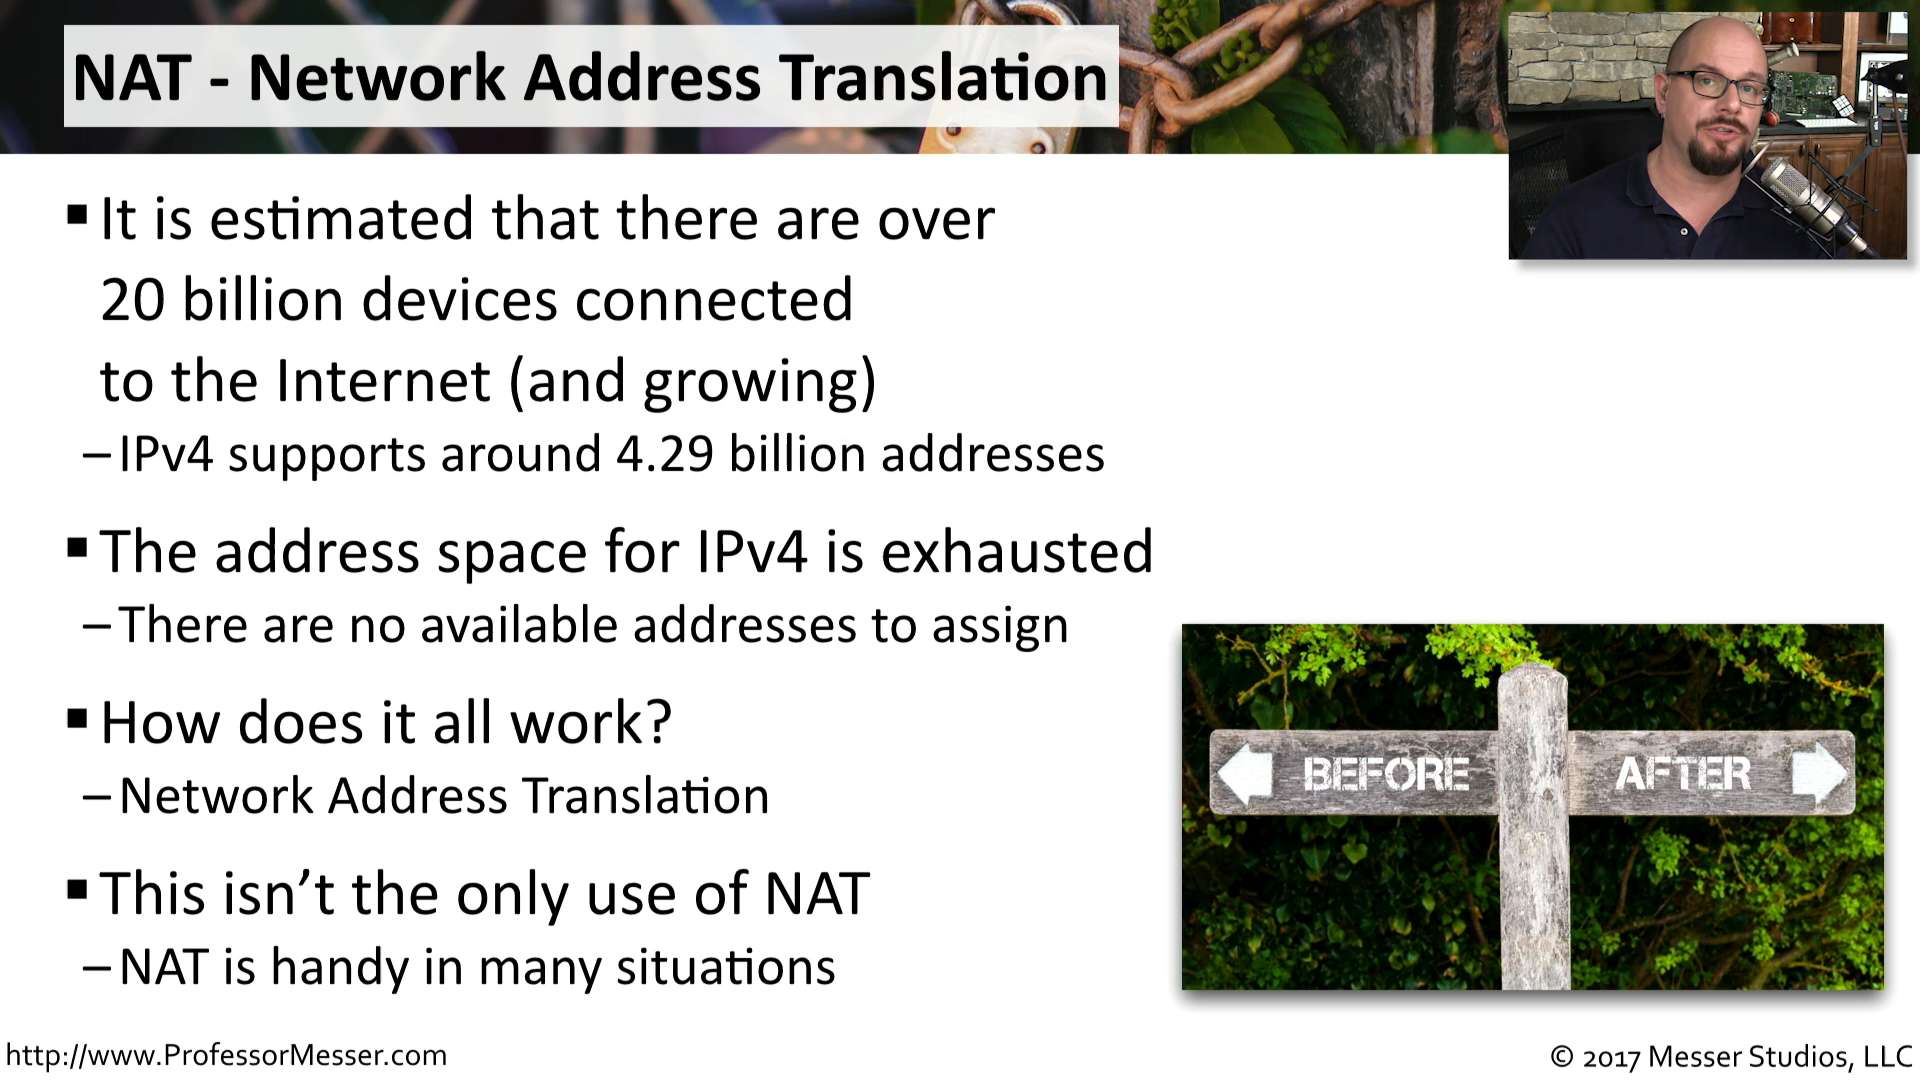 NAT - Network Address Translation
▪ It is estimated that there are over
20 billion devices connected
to the Internet (and growing)
– IPv4 supports around 4.29 billion addresses
▪ The address space for IPv4 is exhausted
– There are no available addresses to assign
▪ How does it all work?
– Network Address Translation
▪ This isn’t the only use of NAT
– NAT is handy in many situations
BEFORE AFTER
http://www.ProfessorMesser.com
© 2017 Messer Studios, LLC